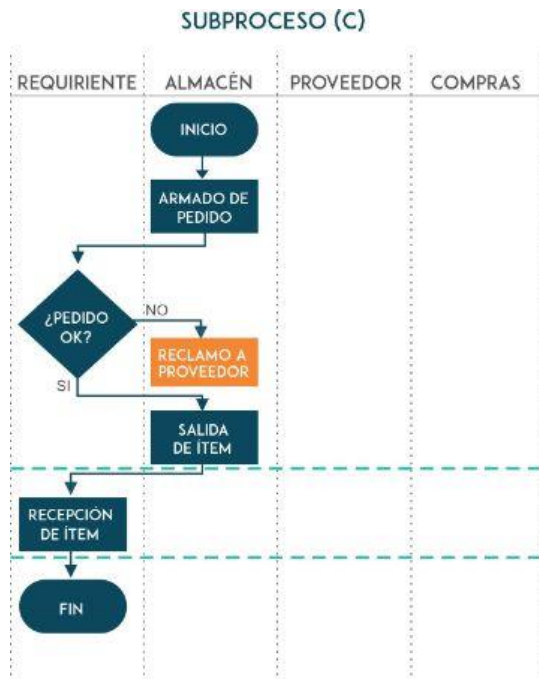 SUBPROCESO (C)
REQUIRIENTE
ALMACÉN
PROVEEDOR
COMPRAS
INICIO
ARMADO DE
PEDIDO
¿PEDIDO
OK?
NO
RECLAMO A
PROVEEDOR
SI
SALIDA
DE ÍTEM
RECEPCIÓN
DE ÍTEM
FIN